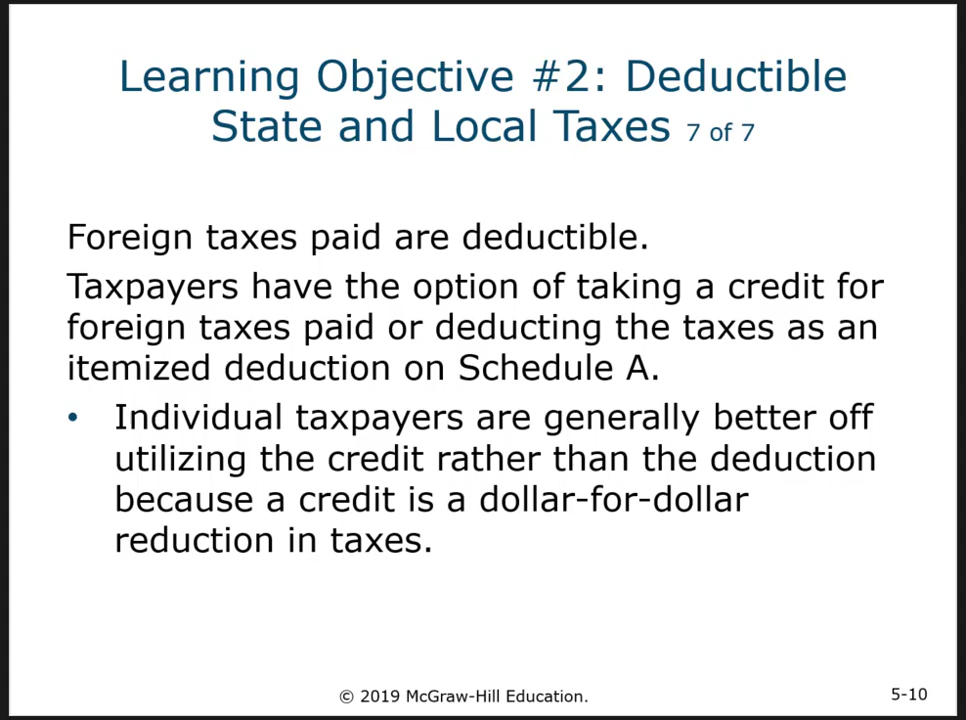 Learning Objective #2: Deductible
State and Local Taxes 7 of 7
Foreign taxes paid are deductible.
Taxpayers have the option of taking a credit for
foreign taxes paid or deducting the taxes as an
itemized deduction on Schedule A.
• Individual taxpayers are generally better off
utilizing the credit rather than the deduction
because a credit is a dollar-for-dollar
reduction in taxes.
© 2019 McGraw-Hill Education.
5-10